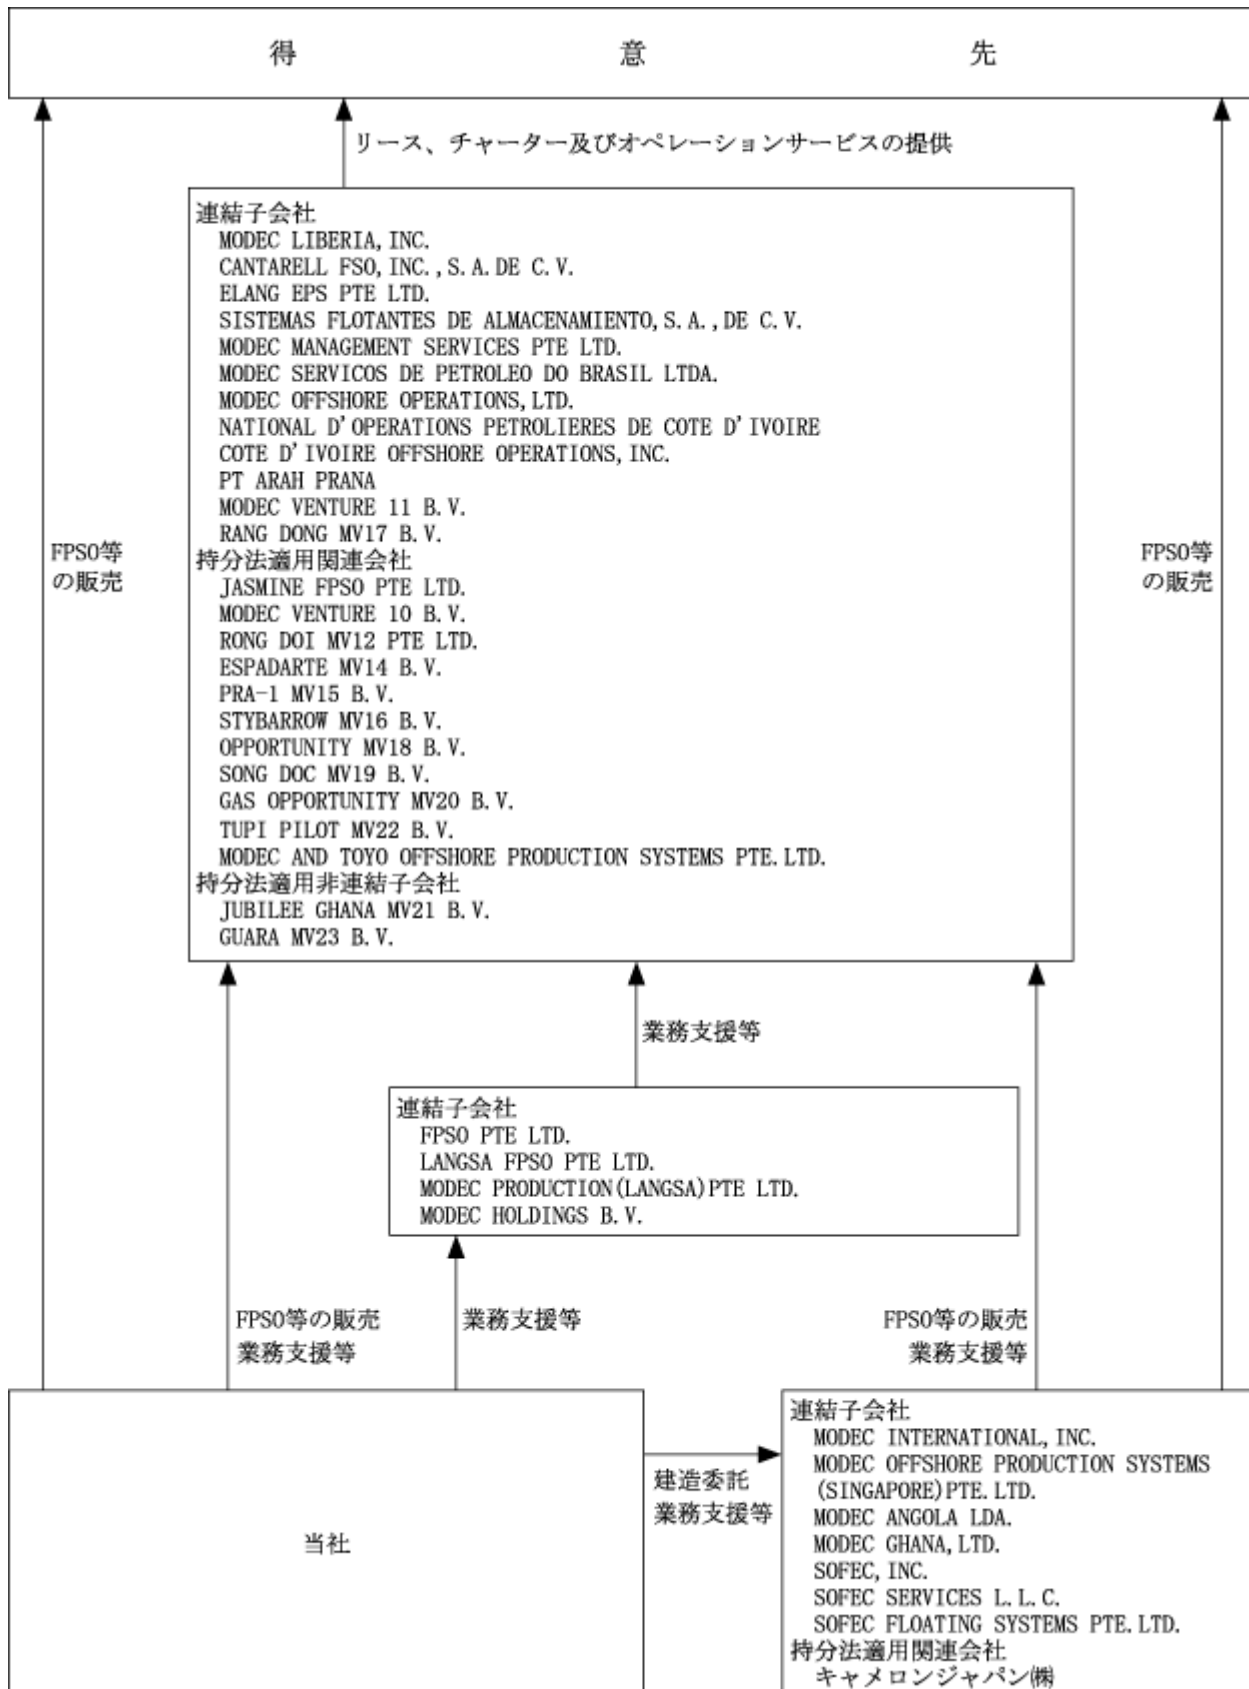 得意先
リース、チャーター及びオペレーションサービスの提供
連結子会社
MODEC LIBERIA, INC.
CANTARELL FSO, INC., S.A. DE C.V.
ELANG EPS PTE LTD.
SISTEMAS FLOTANTES DE ALMACENAMIENTO, S.A., DE C.V.
MODEC MANAGEMENT SERVICES PTE LTD.
MODEC SERVICOS DE PETROLEO DO BRASIL LTDA.
MODEC OFFSHORE OPERATIONS, LTD.
NATIONAL D'OPERATIONS PETROLIERES DE COTE D'IVOIRE
COTE D'IVOIRE OFFSHORE OPERATIONS, INC.
PT ARAH PRANA
MODEC VENTURE 11 B.V.
RANG DONG MV17 B.V.
持分法適用関連会社
JASMINE FPSO PTE LTD.
MODEC VENTURE 10 B.V.
RONG DOI MV12 PTE LTD.
ESPADARTE MV14 B.V.
PRA-1 MV15 B.V.
STYBARROW MV16 B.V.
OPPORTUNITY MV18 B.V.
SONG DOC MV19 B.V.
GAS OPPORTUNITY MV20 B.V.
TUPI PILOT MV22 B.V.
MODEC AND TOYO OFFSHORE PRODUCTION SYSTEMS PTE.LTD.
持分法適用非連結子会社
JUBILEE GHANA MV21 B.V.
GUARA MV23 B.V.
FPSO等
の販売
FPSO等
の販売
業務支援等
連結子会社
FPSO PTE LTD.
LANGSA FPSO PTE LTD.
MODEC PRODUCTION(LANGSA)PTE LTD.
MODEC HOLDINGS B.V.
FPSO等の販売
業務支援等
業務支援等
FPSO等の販売
業務支援等
当社
建造委託
業務支援等
連結子会社
MODEC INTERNATIONAL, INC.
MODEC OFFSHORE PRODUCTION SYSTEMS
(SINGAPORE)PTE.LTD.
MODEC ANGOLA LDA.
MODEC GHANA, LTD.
SOFEC, INC.
SOFEC SERVICES L.L.C.
SOFEC FLOATING SYSTEMS PTE.LTD.
持分法適用関連会社
キャメロンジャパン㈱